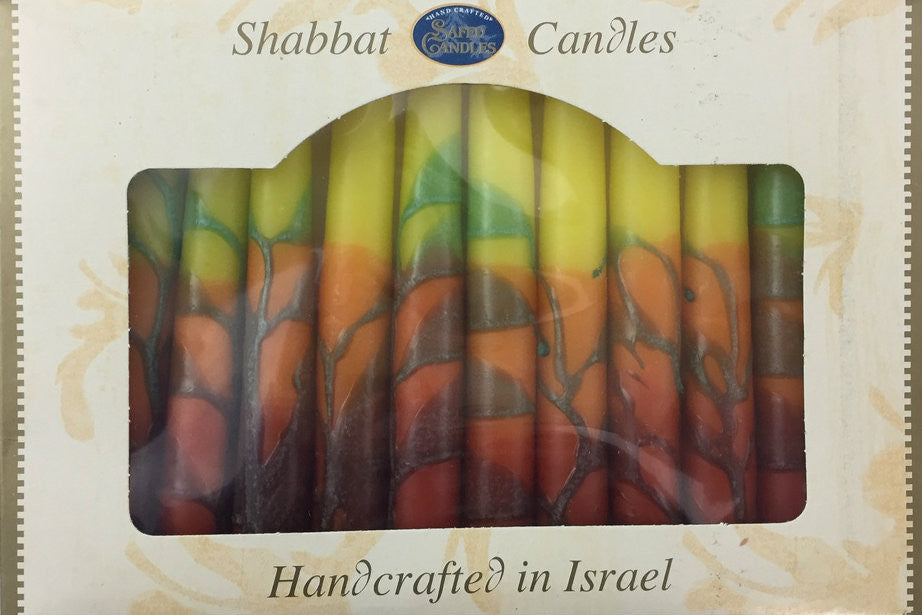 Shabbat Candles
HAND CRAFTED
SAFED
CANDLES
Handcrafted in Israel